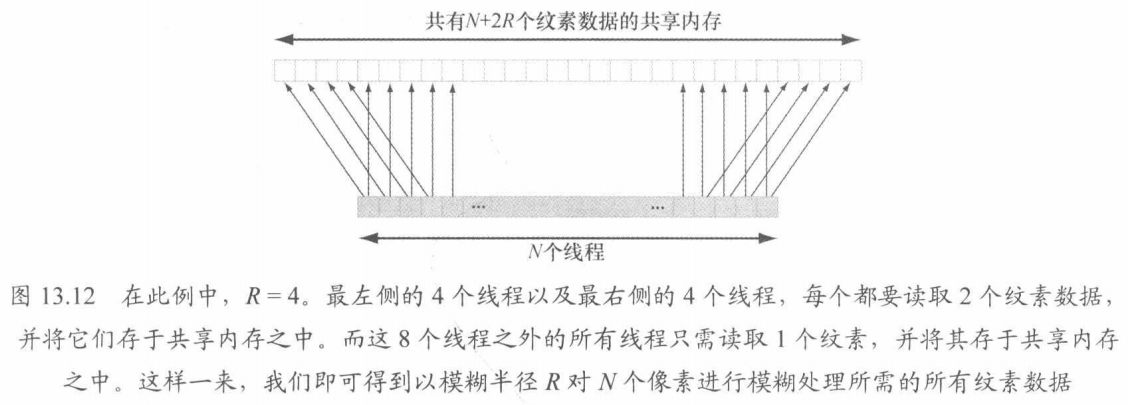 共有N+2R个纹素数据的共享内存
... ...
N个线程
图 13.12 在此例中，R = 4。最左侧的 4 个线程以及最右侧的 4 个线程，每个都要读取 2 个纹素数据，
并将它们存于共享内存之中。而这 8 个线程之外的所有线程只需读取 1 个纹素，并将其存于共享内存
之中。这样一来，我们即可得到以模糊半径 R 对 N 个像素进行模糊处理所需的所有纹素数据